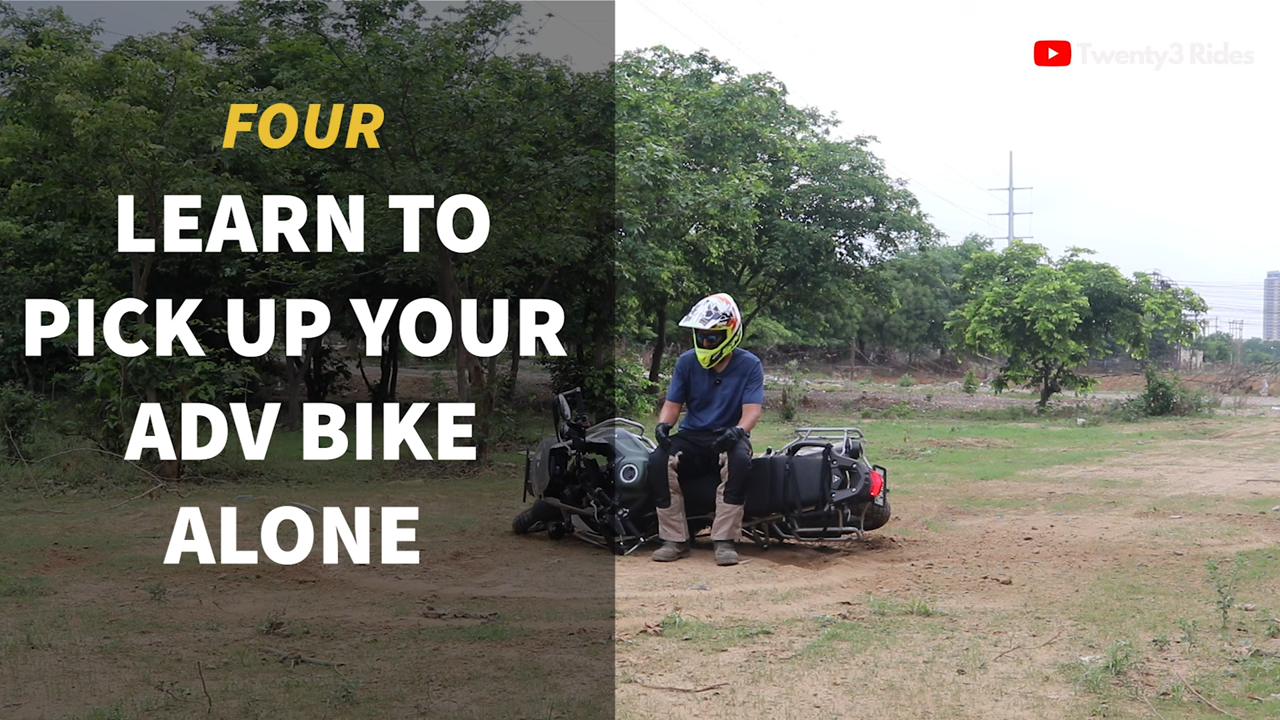 FOUR
LEARN TO
PICK UP YOUR
ADV BIKE
ALONE
Twenty3 Rides